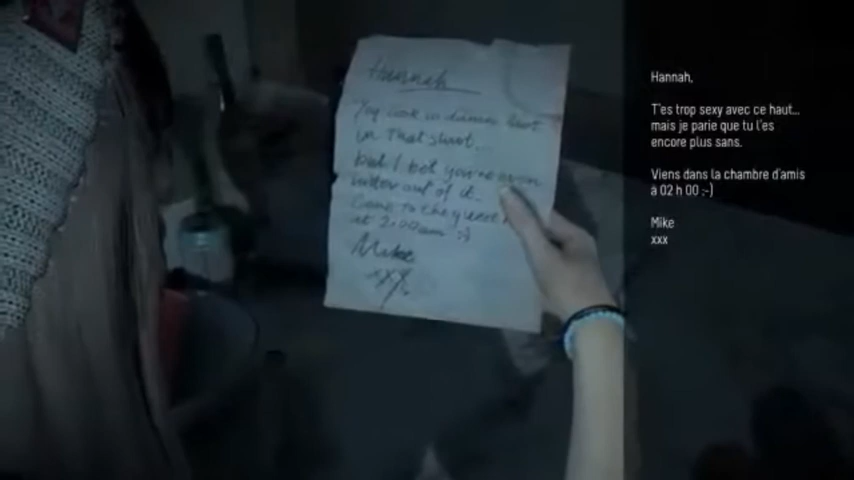 Hannah
You look so damn hot
in that shirt...
but I bet you're even
hotter out of it.
Come to the guest
at 2:00am :)
Mike
xxx
Hannah,
T'es trop sexy avec ce haut...
mais je parie que tu l'es
encore plus sans.
Viens dans la chambre d'amis
à 02 h 00 ;-)
Mike
xxx